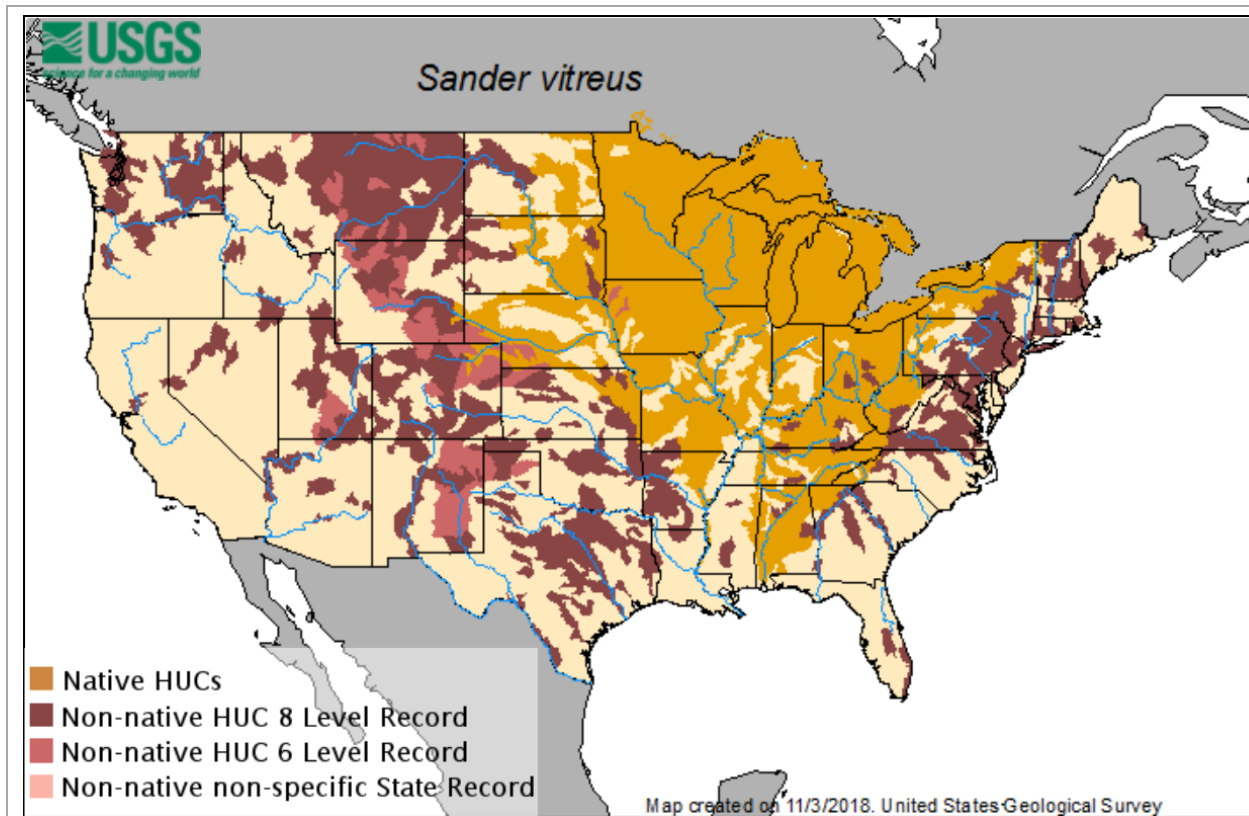 USGS
science for a changing world
Sander vitreus
Native HUCs
Non-native HUC 8 Level Record
Non-native HUC 6 Level Record
Non-native non-specific State Record
Map created on 11/3/2018. United States Geological Survey